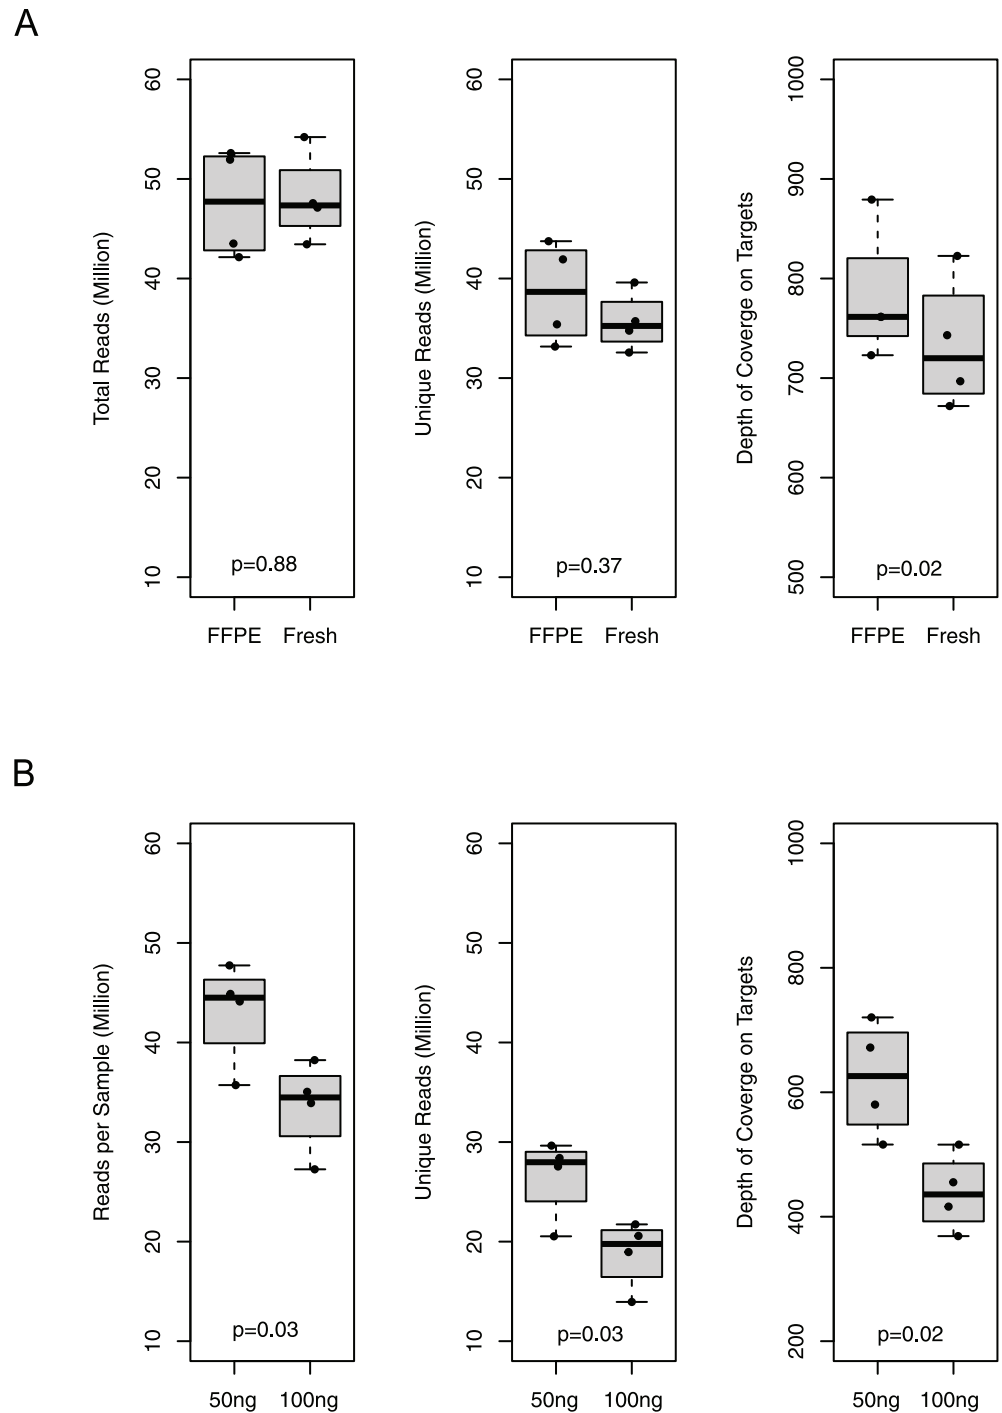 A
Total Reads (Million)
60
50
40
30
20
10
p=0.88
FFPE Fresh
Unique Reads (Million)
60
50
40
30
20
10
p=0.37
FFPE Fresh
Depth of Coverge on Targets
1000
900
800
700
600
500
p=0.02
FFPE Fresh
B
Reads per Sample (Million)
60
50
40
30
20
10
p=0.03
50ng 100ng
Unique Reads (Million)
60
50
40
30
20
10
p=0.03
50ng 100ng
Depth of Coverge on Targets
1000
800
600
400
200
p=0.02
50ng 100ng